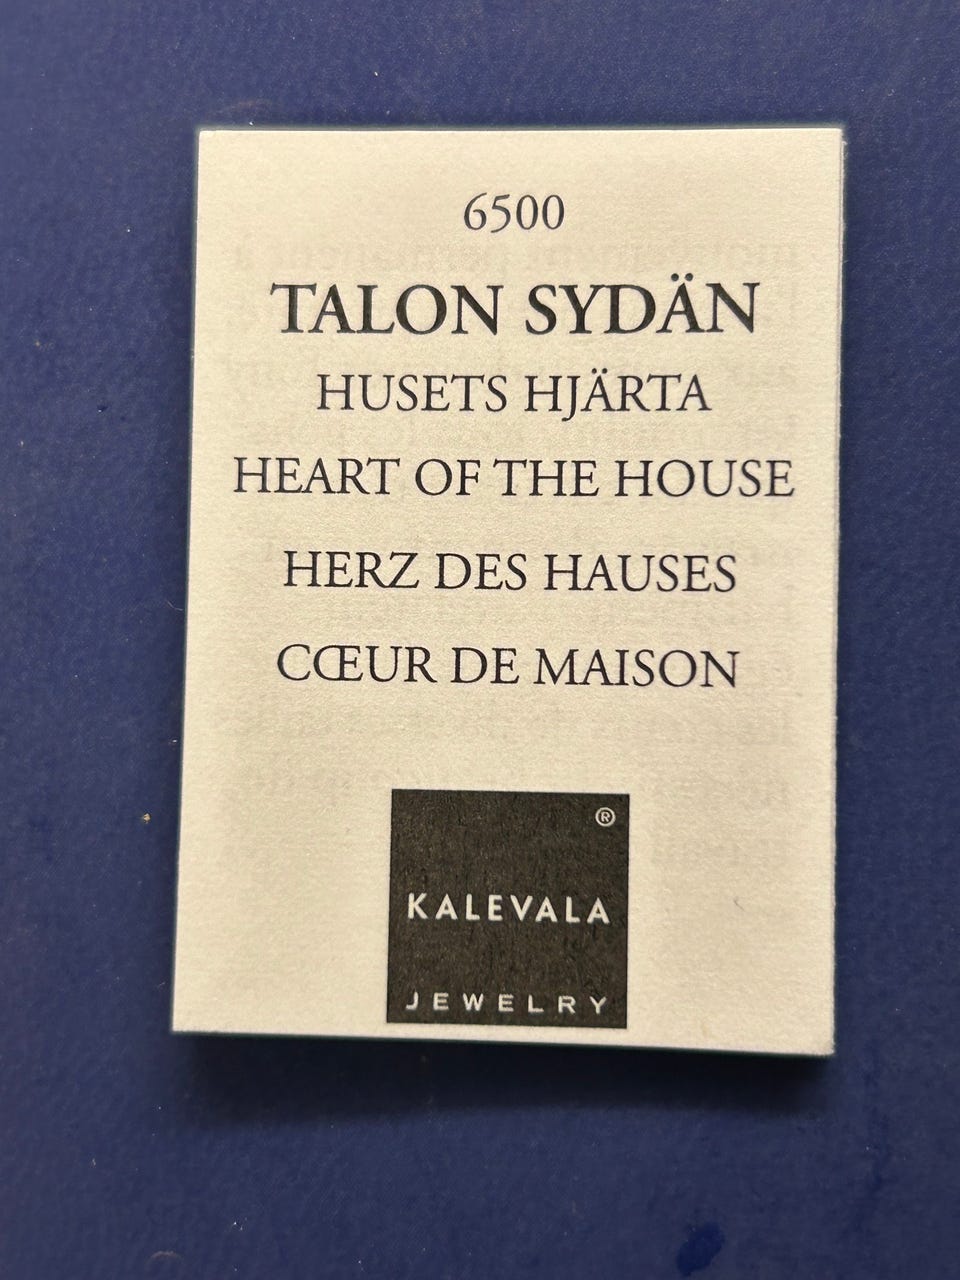 6500
TALON SYDÄN
HUSETS HJÄRTA
HEART OF THE HOUSE
HERZ DES HAUSES
CŒUR DE MAISON
®
KALEVALA
JEWELRY